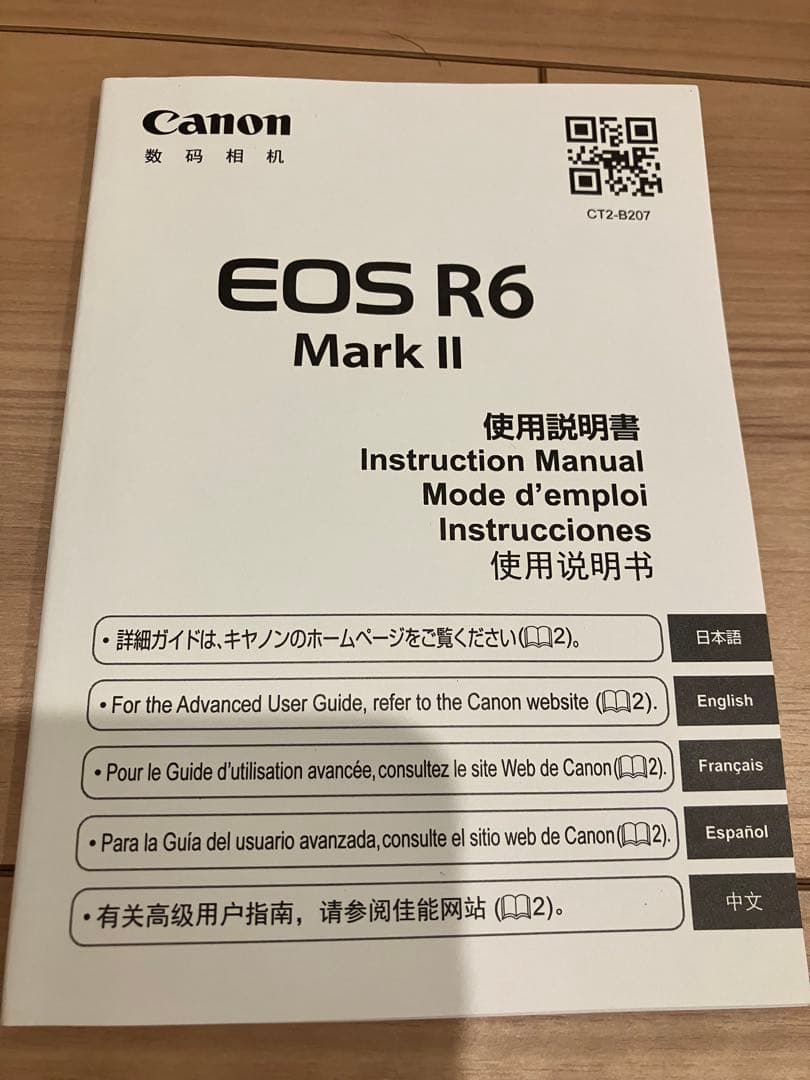 Canon
数码相机
CT2-B207
EOS R6
Mark II
使用説明書
Instruction Manual
Mode d'emploi
Instrucciones
使用说明书
・詳細ガイドは、キヤノンのホームページをご覧ください(2)。
日本語
• For the Advanced User Guide, refer to the Canon website (2).
English
• Pour le Guide d'utilisation avancée, consultez le site Web de Canon (2).
Français
• Para la Guía del usuario avanzada, consulte el sitio web de Canon (2).
Español
• 有关高级用户指南，请参阅佳能网站 (2)。
中文